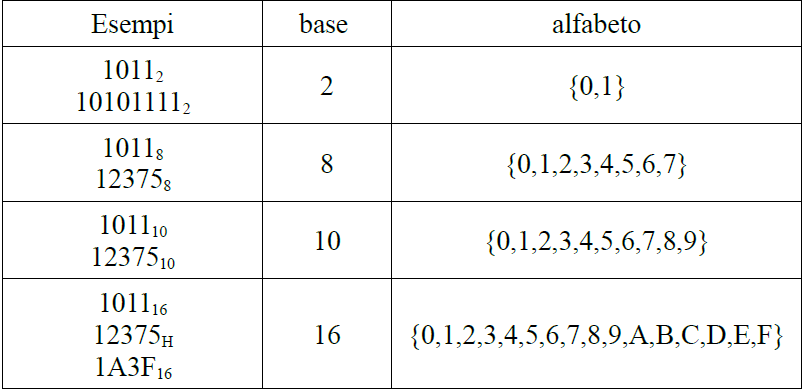 Esempi base alfabeto
1011₂
10101111₂
2 {0,1}
1011₈
12375₈
8 {0,1,2,3,4,5,6,7}
1011₁₀
12375₁₀
10 {0,1,2,3,4,5,6,7,8,9}
1011₁₆
12375H
1A3F₁₆
16 {0,1,2,3,4,5,6,7,8,9,A,B,C,D,E,F}